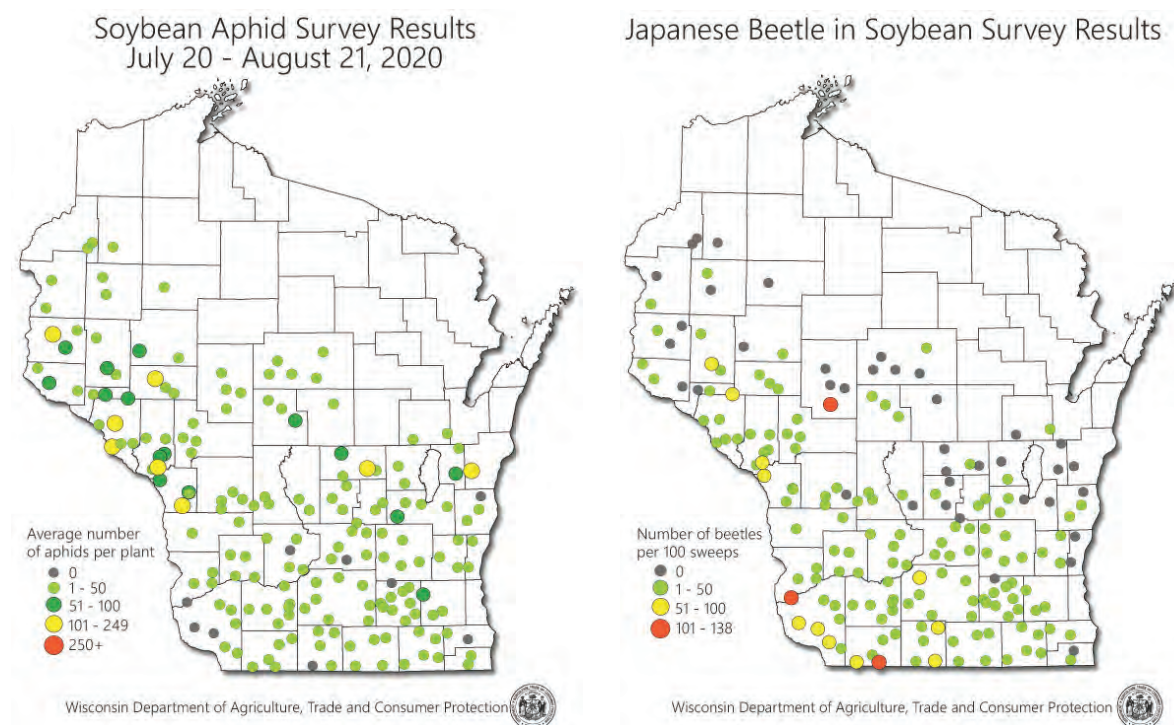 Soybean Aphid Survey Results
July 20 - August 21, 2020
Average number
of aphids per plant
0
1 - 50
51 - 100
101 - 249
250+
Wisconsin Department of Agriculture, Trade and Consumer Protection
Japanese Beetle in Soybean Survey Results
Number of beetles
per 100 sweeps
0
1 - 50
51 - 100
101 - 138
Wisconsin Department of Agriculture, Trade and Consumer Protection